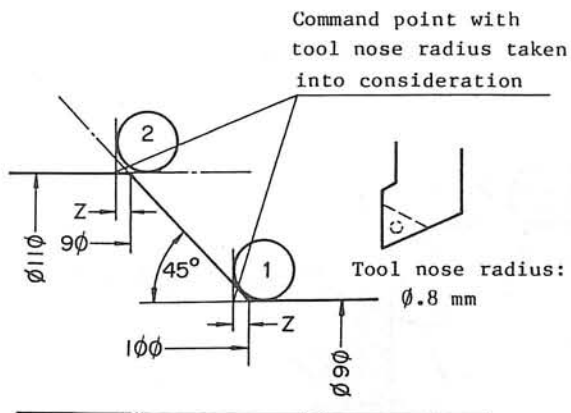 Command point with
tool nose radius taken
into consideration
2
Z
9Ø
Ø11Ø
45°
1
Tool nose radius:
Ø.8 mm
Z
1ØØ
Ø9Ø